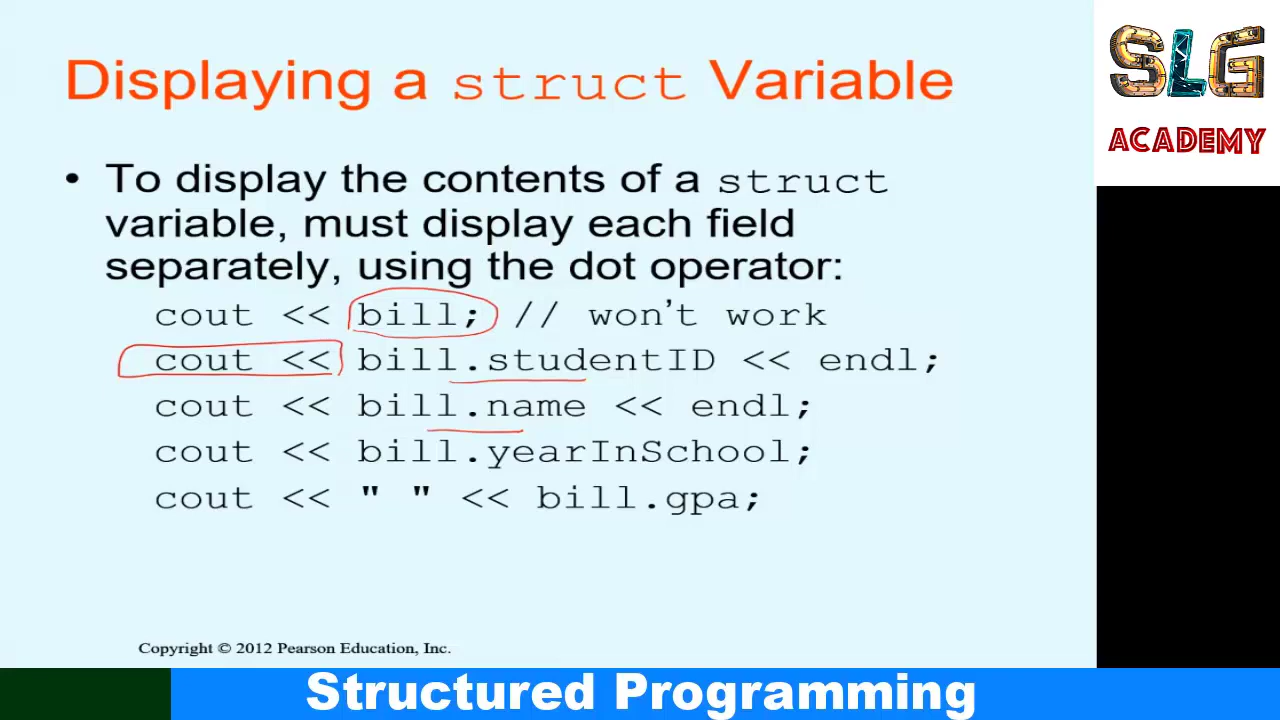 Displaying a struct Variable
SLG
ACADEMY
• To display the contents of a struct
variable, must display each field
separately, using the dot operator:
cout << bill; // won’t work
cout << bill.studentID << endl;
cout << bill.name << endl;
cout << bill.yearInSchool;
cout << " " << bill.gpa;
Copyright © 2012 Pearson Education, Inc.
Structured Programming